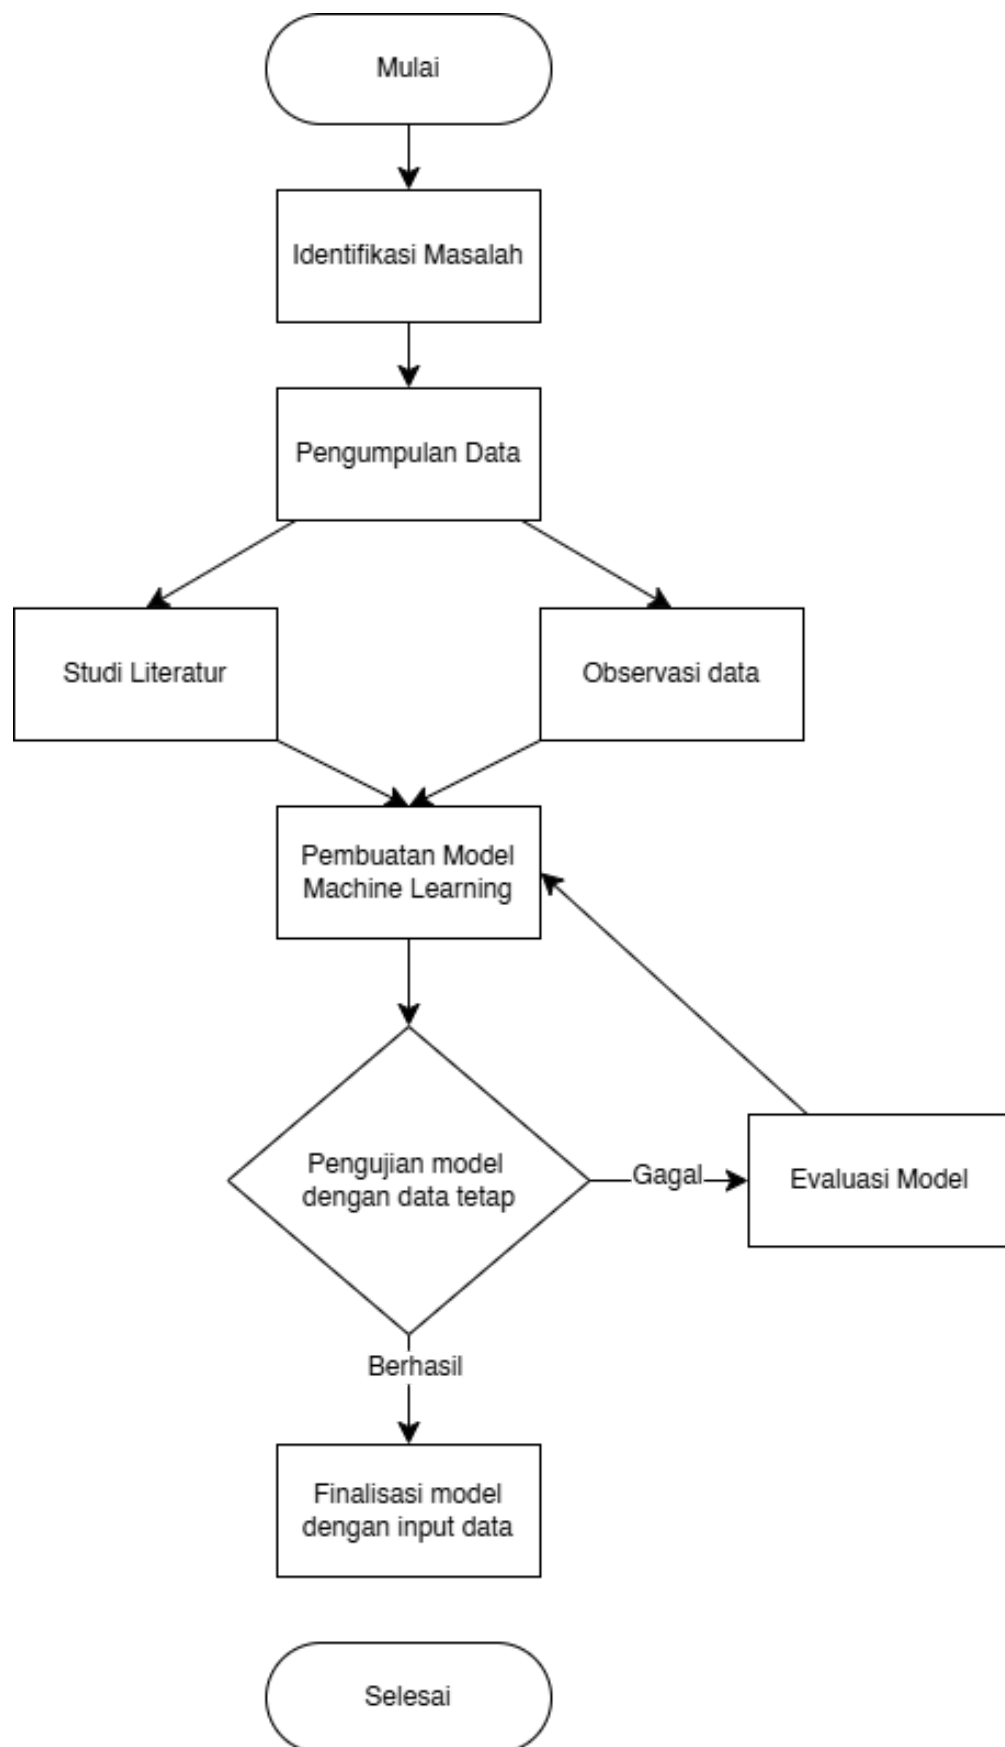 Mulai
Identifikasi Masalah
Pengumpulan Data
Studi Literatur
Observasi data
Pembuatan Model
Machine Learning
Pengujian model
dengan data tetap
Gagal
Evaluasi Model
Berhasil
Finalisasi model
dengan input data
Selesai